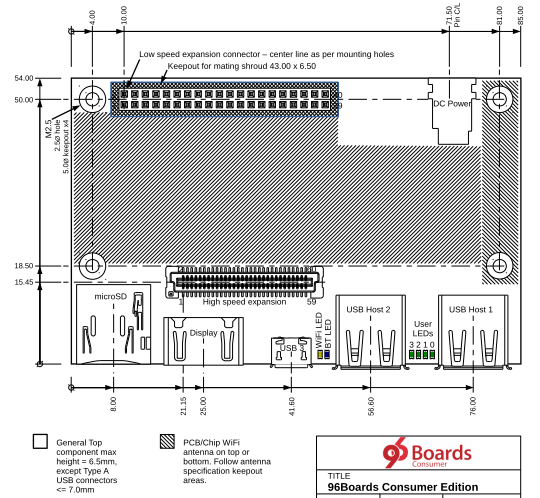 4.00
10.00
71.50
Pin C/L
81.00
85.00
Low speed expansion connector – center line as per mounting holes
Keepout for mating shroud 43.00 x 6.50
54.00
50.00
DC Power
M2.5
2.5Ø hole
5.0Ø keepout x4
18.50
15.45
microSD
1
High speed expansion
59
Display
USB
WiFi LED
BT LED
USB Host 2
User
LEDs
3 2 1 0
USB Host 1
8.00
21.15
25.00
41.60
56.60
76.00
General Top
component max
height = 6.5mm,
except Type A
USB connectors
<= 7.0mm
PCB/Chip WiFi
antenna on top or
bottom. Follow antenna
specification keepout
areas.
96Boards
Consumer
TITLE
96Boards Consumer Edition